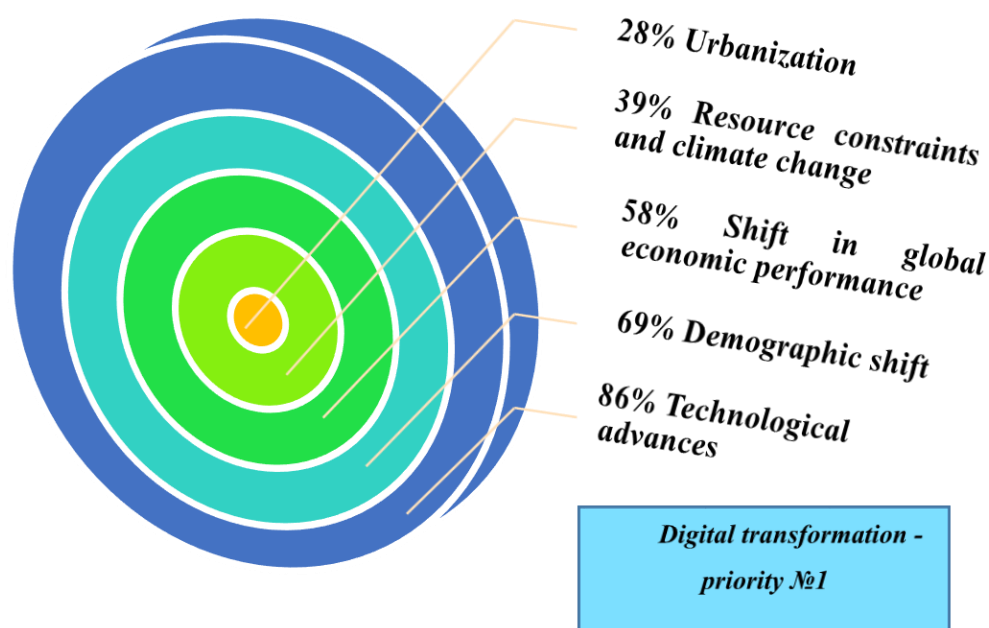 28% Urbanization
39% Resource constraints
and climate change
58% Shift in global
economic performance
69% Demographic shift
86% Technological
advances
Digital transformation -
priority №1